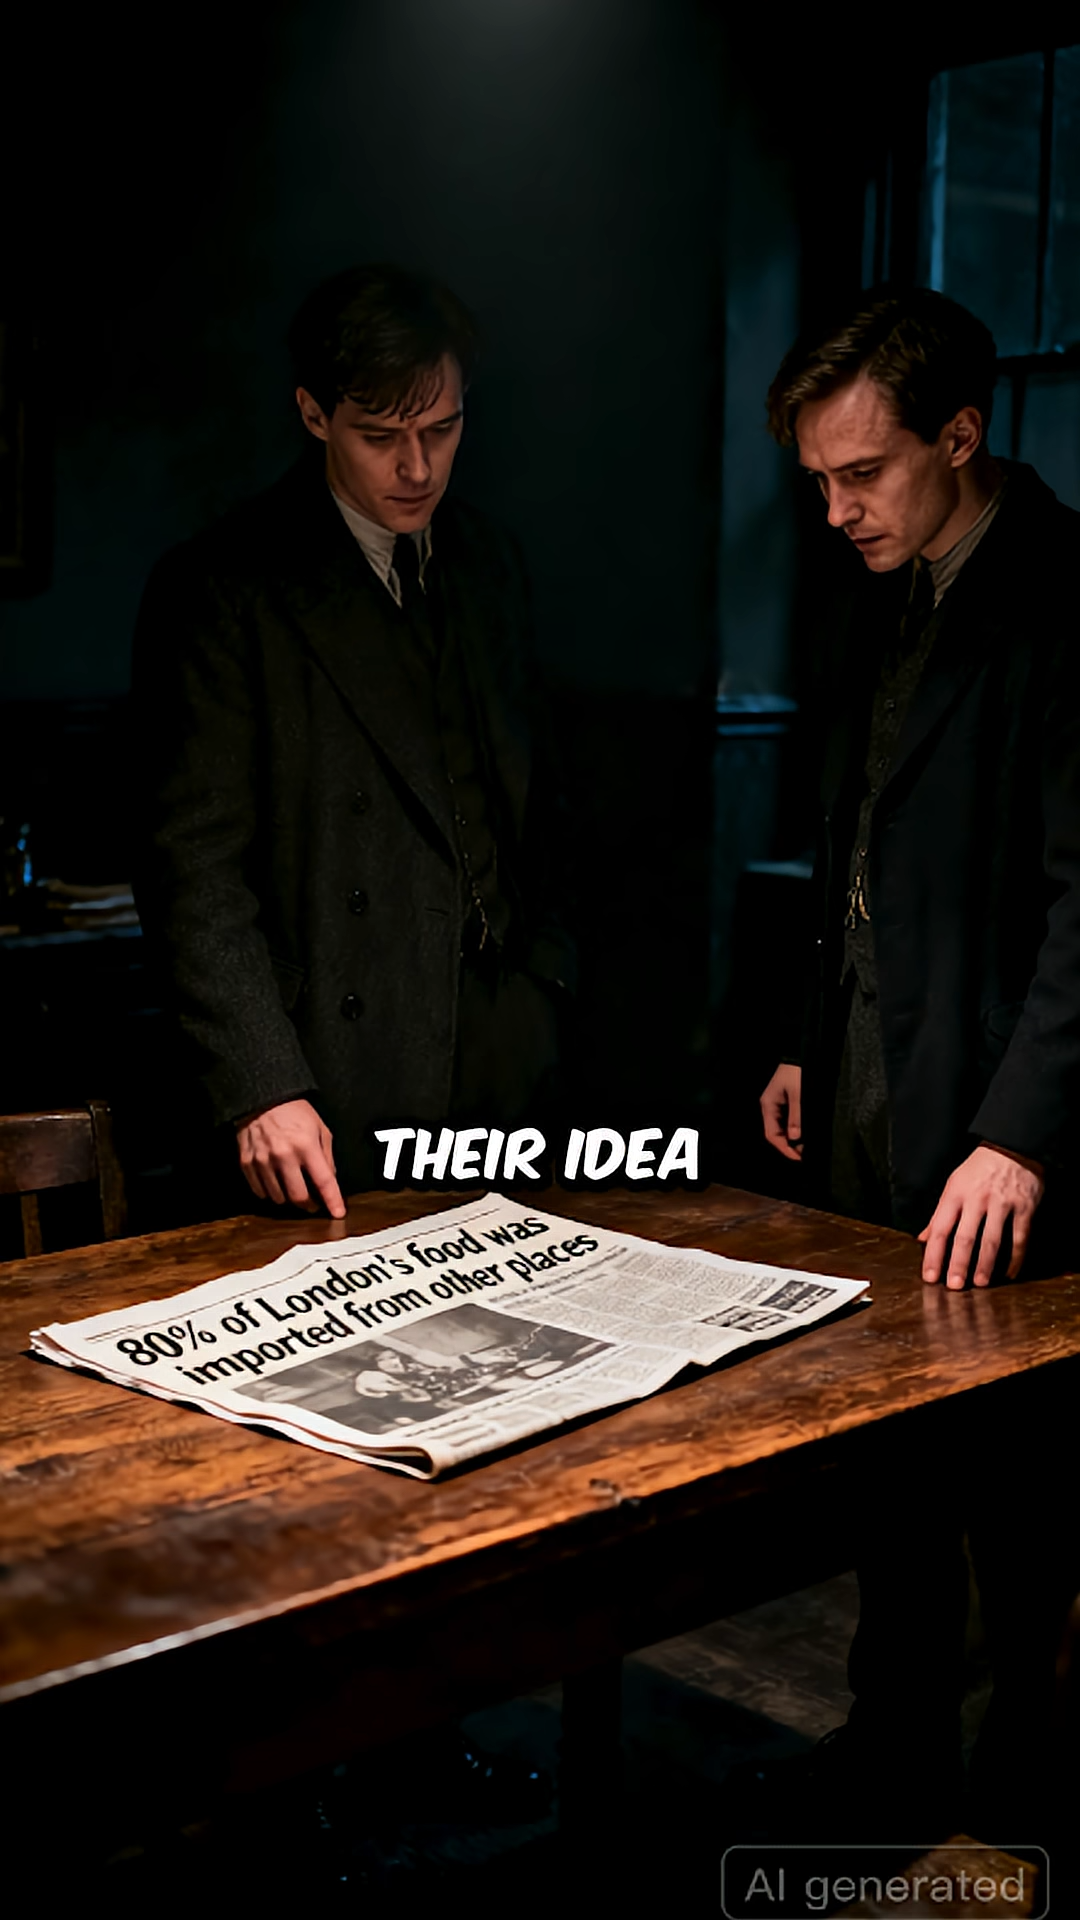 THEIR IDEA
80% of London's food was
imported from other places
AI generated